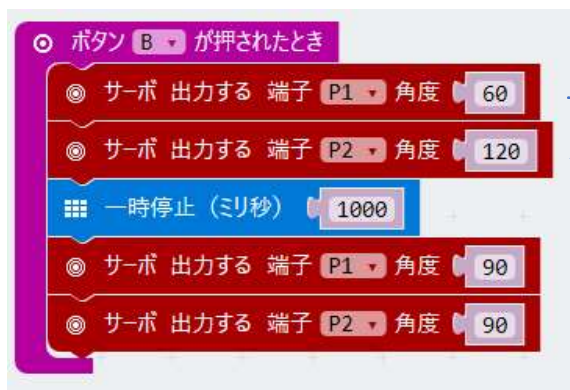 ボタン B が押されたとき
サーボ 出力する 端子 P1 角度 60
サーボ 出力する 端子 P2 角度 120
一時停止 (ミリ秒) 1000
サーボ 出力する 端子 P1 角度 90
サーボ 出力する 端子 P2 角度 90